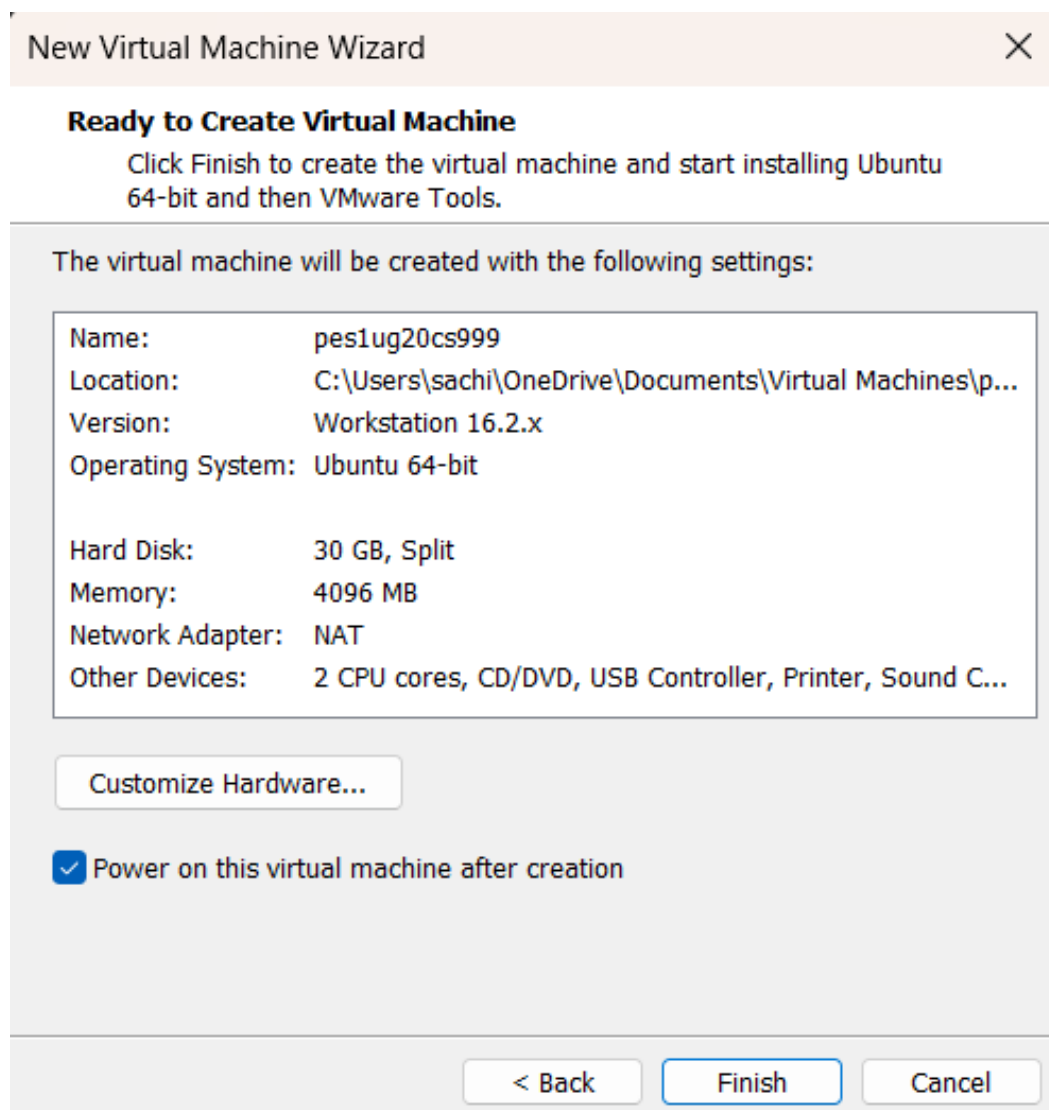 New Virtual Machine Wizard
Ready to Create Virtual Machine
Click Finish to create the virtual machine and start installing Ubuntu
64-bit and then VMware Tools.
The virtual machine will be created with the following settings:
Name: pes1ug20cs999
Location: C:\Users\sachi\OneDrive\Documents\Virtual Machines\p...
Version: Workstation 16.2.x
Operating System: Ubuntu 64-bit
Hard Disk: 30 GB, Split
Memory: 4096 MB
Network Adapter: NAT
Other Devices: 2 CPU cores, CD/DVD, USB Controller, Printer, Sound C...
Customize Hardware...
Power on this virtual machine after creation
< Back Finish Cancel